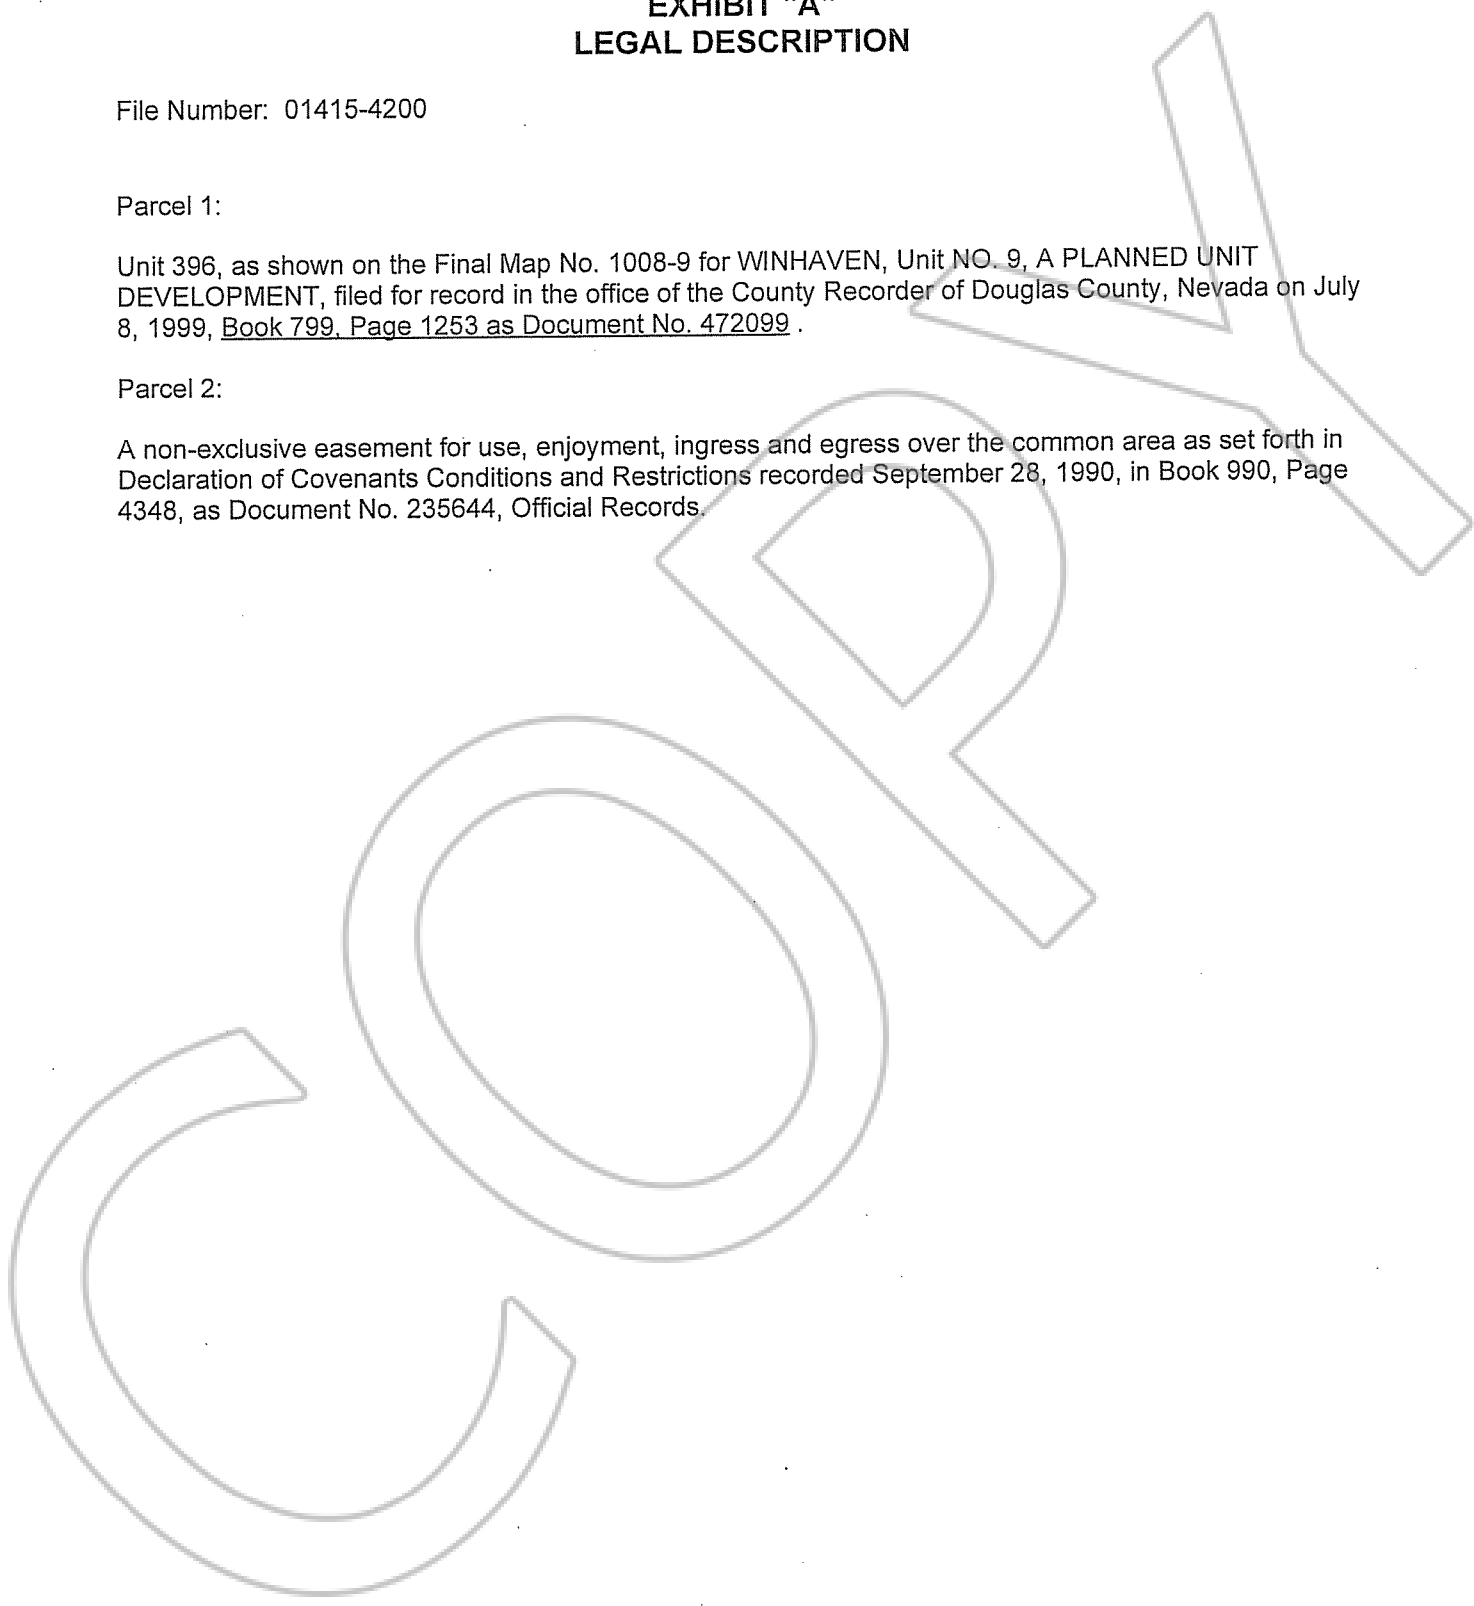 EXHIBIT "A"
LEGAL DESCRIPTION
File Number: 01415-4200
Parcel 1:
Unit 396, as shown on the Final Map No. 1008-9 for WINHAVEN, Unit NO. 9, A PLANNED UNIT
DEVELOPMENT, filed for record in the office of the County Recorder of Douglas County, Nevada on July
8, 1999, Book 799, Page 1253 as Document No. 472099 .
Parcel 2:
A non-exclusive easement for use, enjoyment, ingress and egress over the common area as set forth in
Declaration of Covenants Conditions and Restrictions recorded September 28, 1990, in Book 990, Page
4348, as Document No. 235644, Official Records.
COPY